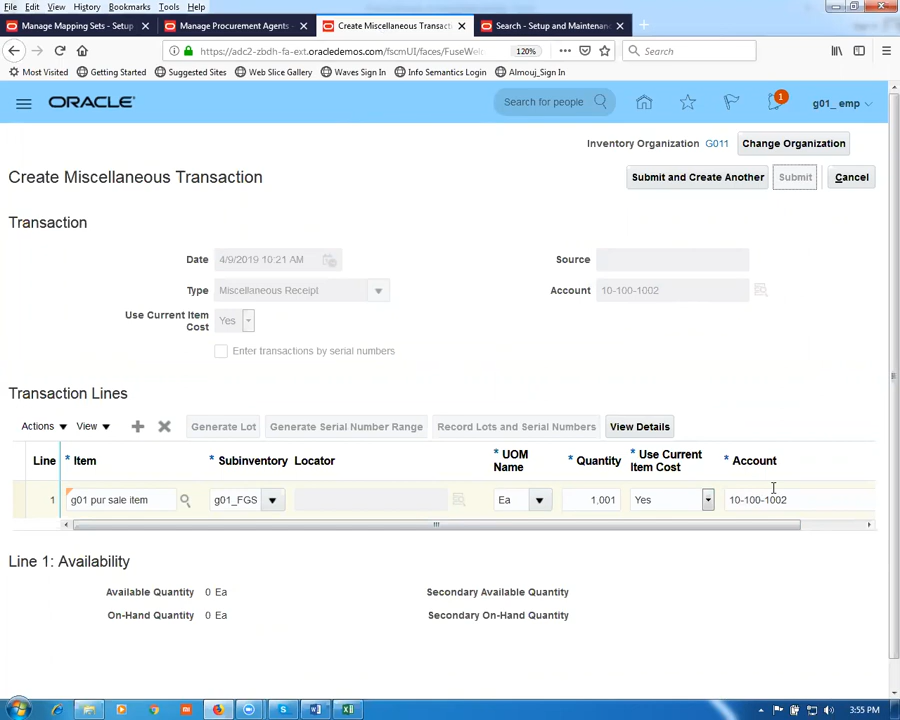 File Edit View History Bookmarks Tools Help
Manage Mapping Sets - Setup
Manage Procurement Agents -
Create Miscellaneous Transact
Search - Setup and Maintenanc
https://adc2-zbdh-fa-ext.oracledemos.com/fscmUI/faces/FuseWel
120%
Search
Most Visited Getting Started Suggested Sites Web Slice Gallery Waves Sign In Info Semantics Login Almouj_Sign In
ORACLE
Search for people
1
g01_ emp
Inventory Organization G011 Change Organization
Create Miscellaneous Transaction
Submit and Create Another Submit Cancel
Transaction
Date 4/9/2019 10:21 AM
Source
Type Miscellaneous Receipt
Account 10-100-1002
Use Current Item Cost Yes
Enter transactions by serial numbers
Transaction Lines
Actions View Generate Lot Generate Serial Number Range Record Lots and Serial Numbers View Details
Line * Item * Subinventory Locator * UOM Name * Quantity * Use Current Item Cost * Account
1 g01 pur sale item g01_FGS Ea 1,001 Yes 10-100-1002
Line 1: Availability
Available Quantity 0 Ea
Secondary Available Quantity
On-Hand Quantity 0 Ea
Secondary On-Hand Quantity
3:55 PM